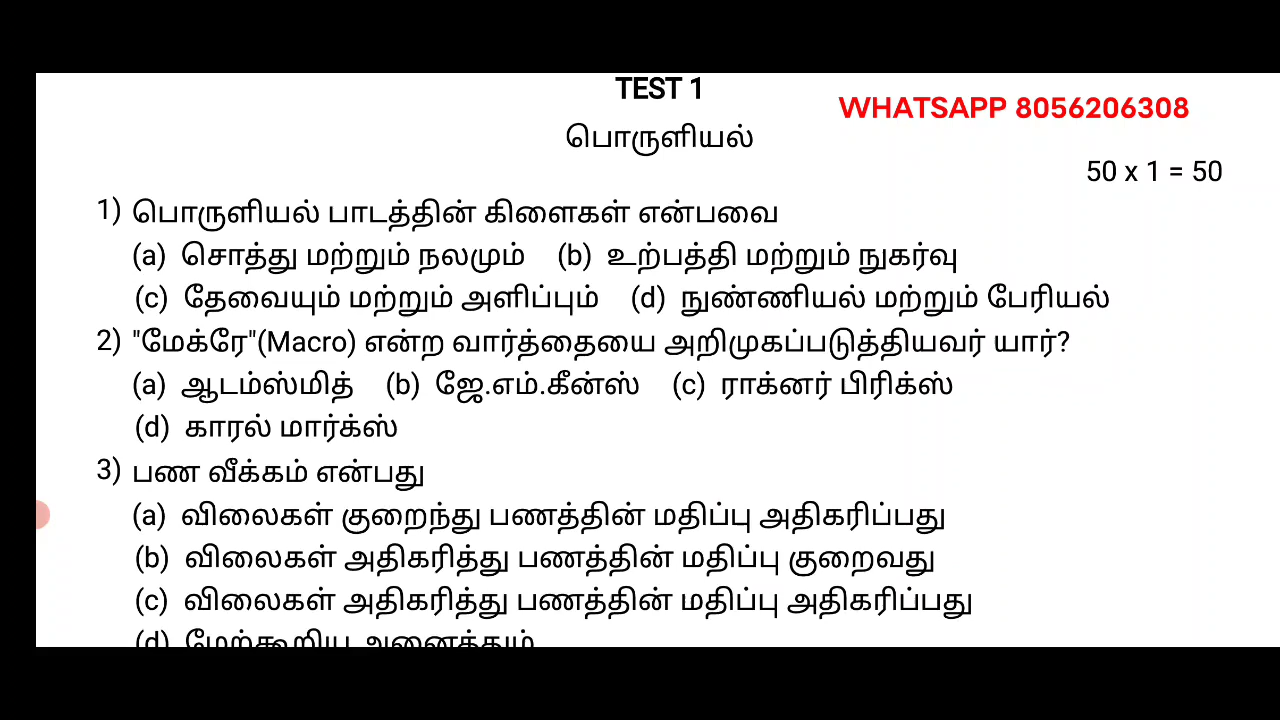 TEST 1
WHATSAPP 8056206308
பொருளியல்
50 x 1 = 50
1) பொருளியல் பாடத்தின் கிளைகள் என்பவை
(a) சொத்து மற்றும் நலமும் (b) உற்பத்தி மற்றும் நுகர்வு
(c) தேவையும் மற்றும் அளிப்பும் (d) நுண்ணியல் மற்றும் பேரியல்
2) "மேக்ரே"(Macro) என்ற வார்த்தையை அறிமுகப்படுத்தியவர் யார்?
(a) ஆடம்ஸ்மித் (b) ஜே.எம்.கீன்ஸ் (c) ராக்னர் பிரிக்ஸ்
(d) காரல் மார்க்ஸ்
3) பண வீக்கம் என்பது
(a) விலைகள் குறைந்து பணத்தின் மதிப்பு அதிகரிப்பது
(b) விலைகள் அதிகரித்து பணத்தின் மதிப்பு குறைவது
(c) விலைகள் அதிகரித்து பணத்தின் மதிப்பு அதிகரிப்பது
(d) மேற்கூறிய அனைத்தும்